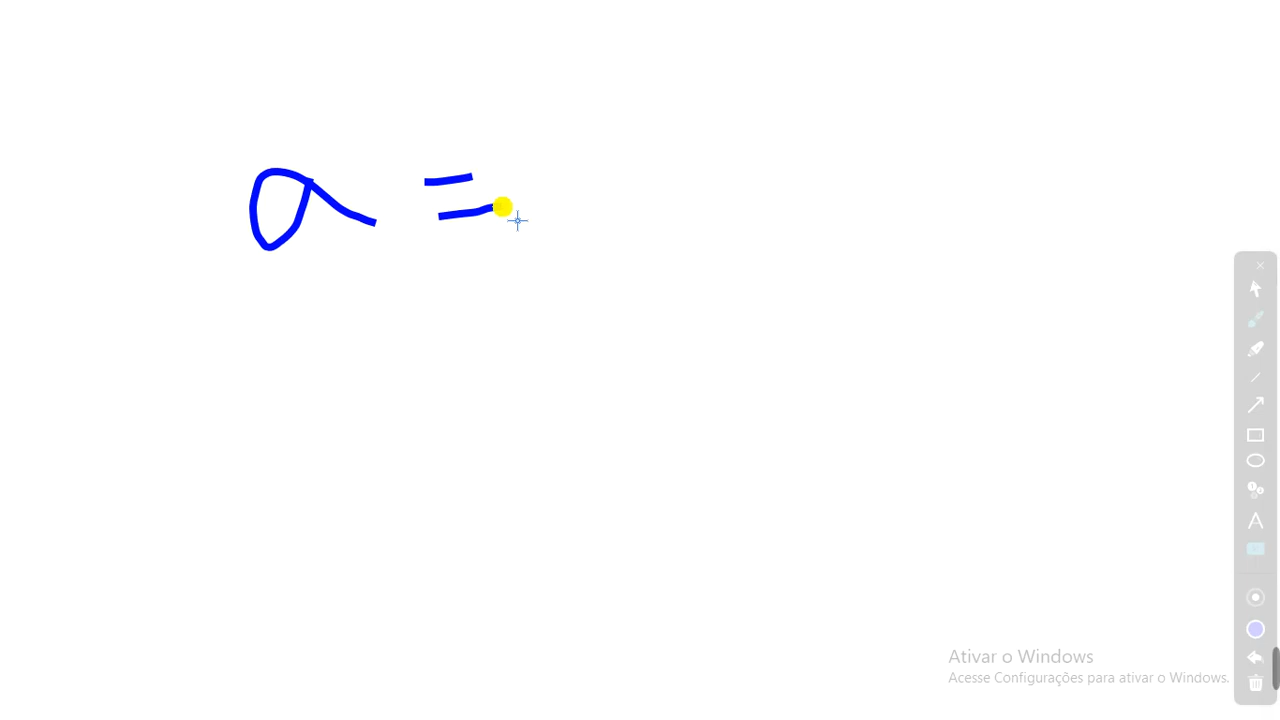 a =
Ativar o Windows
Acesse Configurações para ativar o Windows.